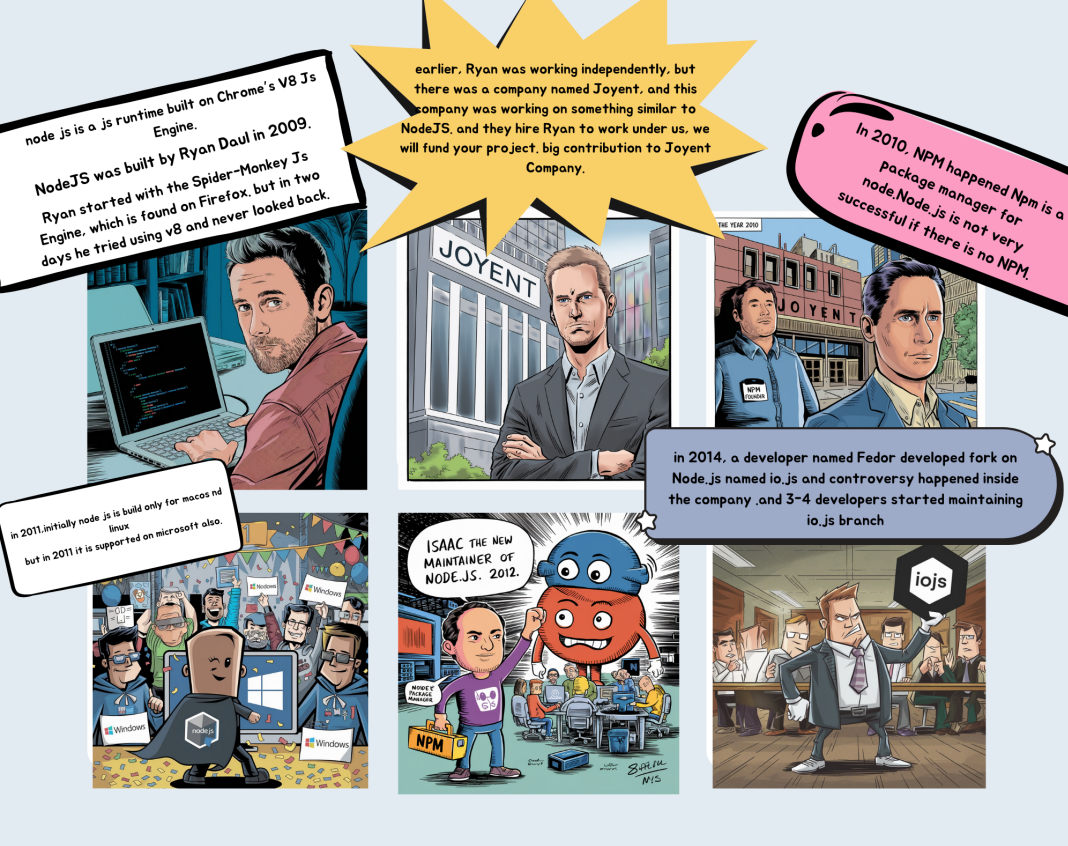 node js is a js runtime built on Chrome's V8 Js
Engine.
NodeJS was built by Ryan Daul in 2009.
Ryan started with the Spider-Monkey Js
Engine, which is found on Firefox. but in two
days he tried using v8 and never looked back.
earlier, Ryan was working independently, but
there was a company named Joyent, and this
company was working on something similar to
NodeJS. and they hire Ryan to work under us, we
will fund your project. big contribution to Joyent
Company.
In 2010, NPM happened Npm is a
package manager for
node.Node.js is not very
successful if there is no NPM.
JOYENT
THE YEAR 2010
JOYENT
NPM
FOUNDER
in 2011.initially node js is build only for macos nd
linux
but in 2011 it is supported on microsoft also.
in 2014, a developer named Fedor developed fork on
Node.js named io.js and controversy happened inside
the company .and 3-4 developers started maintaining
io.js branch
Windows
Windows
Windows
node js
ISAAC THE NEW
MAINTAINER OF
NODE.JS. 2012.
PACKAGE
MANAGER
NPM
N
iojs